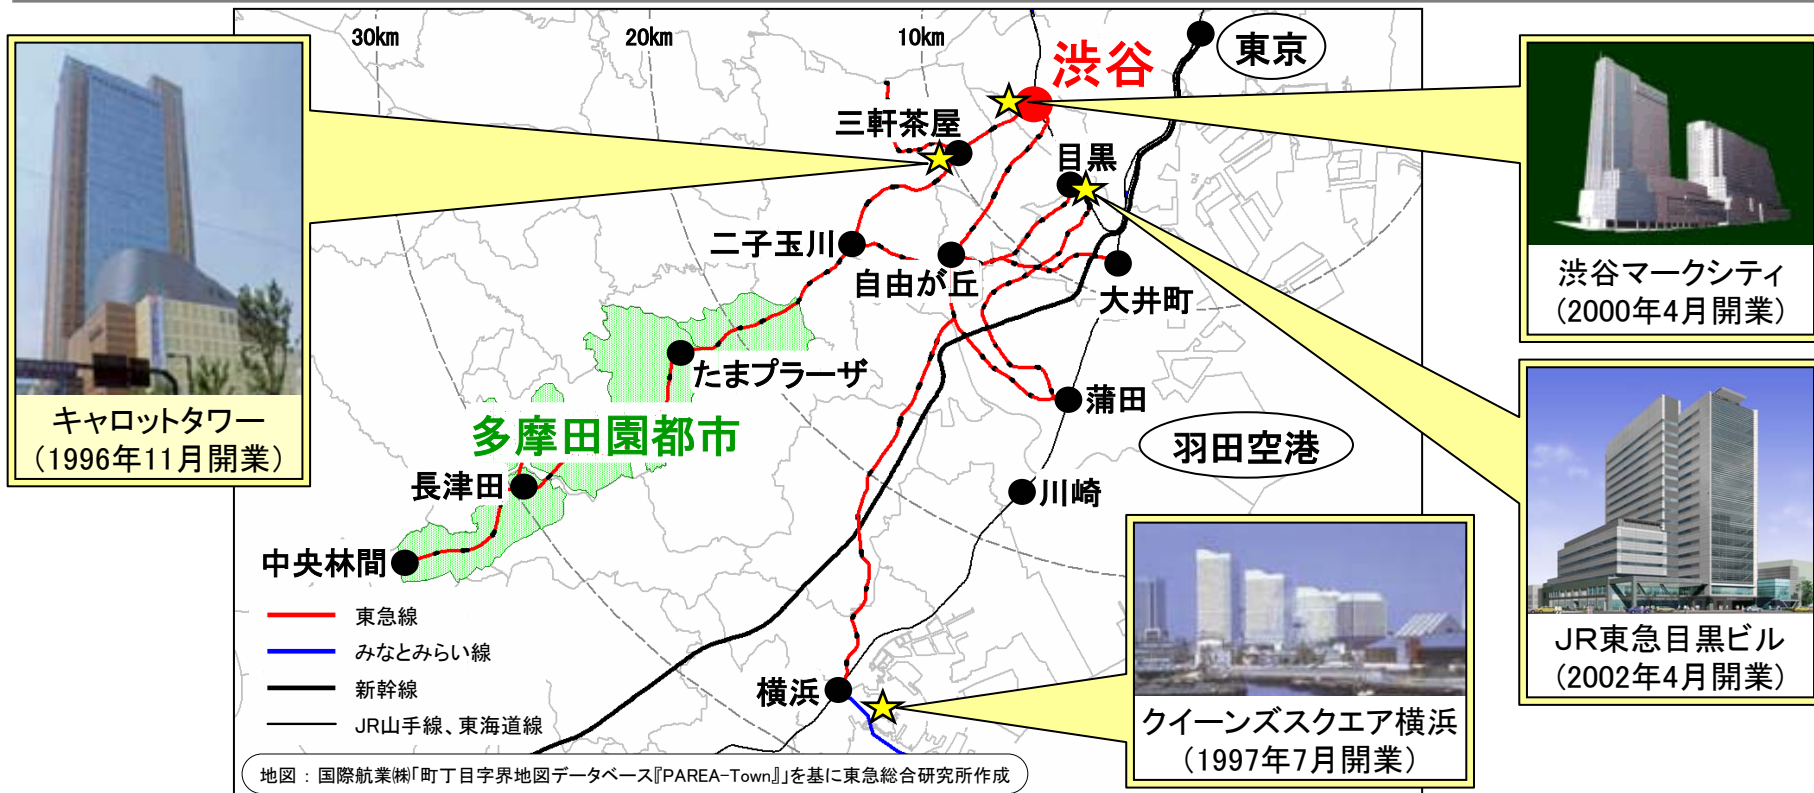 30km
20km
10km
東京
渋谷
三軒茶屋
目黒
二子玉川
自由が丘
大井町
たまプラーザ
蒲田
多摩田園都市
羽田空港
長津田
川崎
中央林間
横浜
東急線
みなとみらい線
新幹線
JR山手線、東海道線
地図：国際航業㈱「町丁目字界地図データベース『PAREA-Town』」を基に東急総合研究所作成
キャロットタワー
(1996年11月開業)
渋谷マークシティ
(2000年4月開業)
JR東急目黒ビル
(2002年4月開業)
クイーンズスクエア横浜
(1997年7月開業)